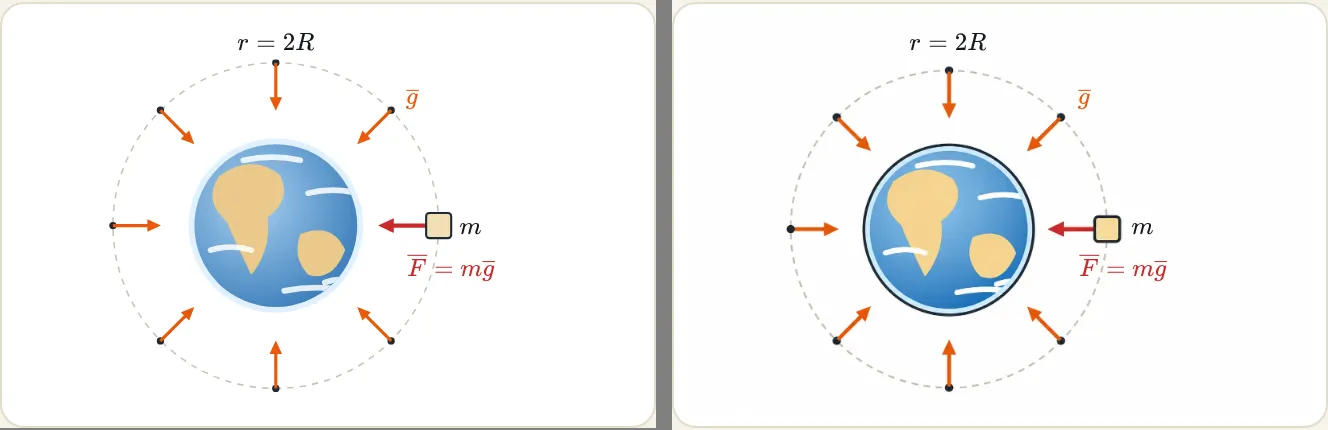 r = 2R
g̅
m
F̅ = mg̅
r = 2R
g̅
m
F̅ = mg̅